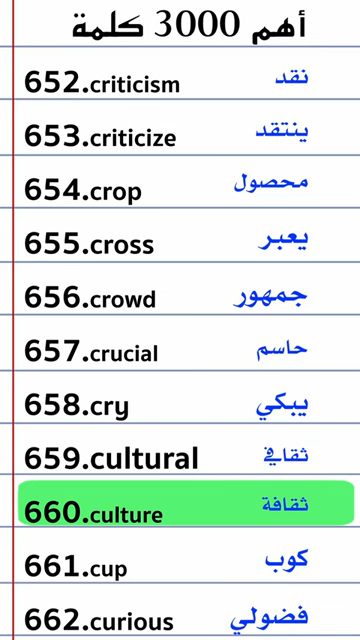 أهم 3000 كلمة
652.criticism نقد
653.criticize ينتقد
654.crop محصول
655.cross يعبر
656.crowd جمهور
657.crucial حاسم
658.cry يبكي
659.cultural ثقافي
660.culture ثقافة
661.cup كوب
662.curious فضولي